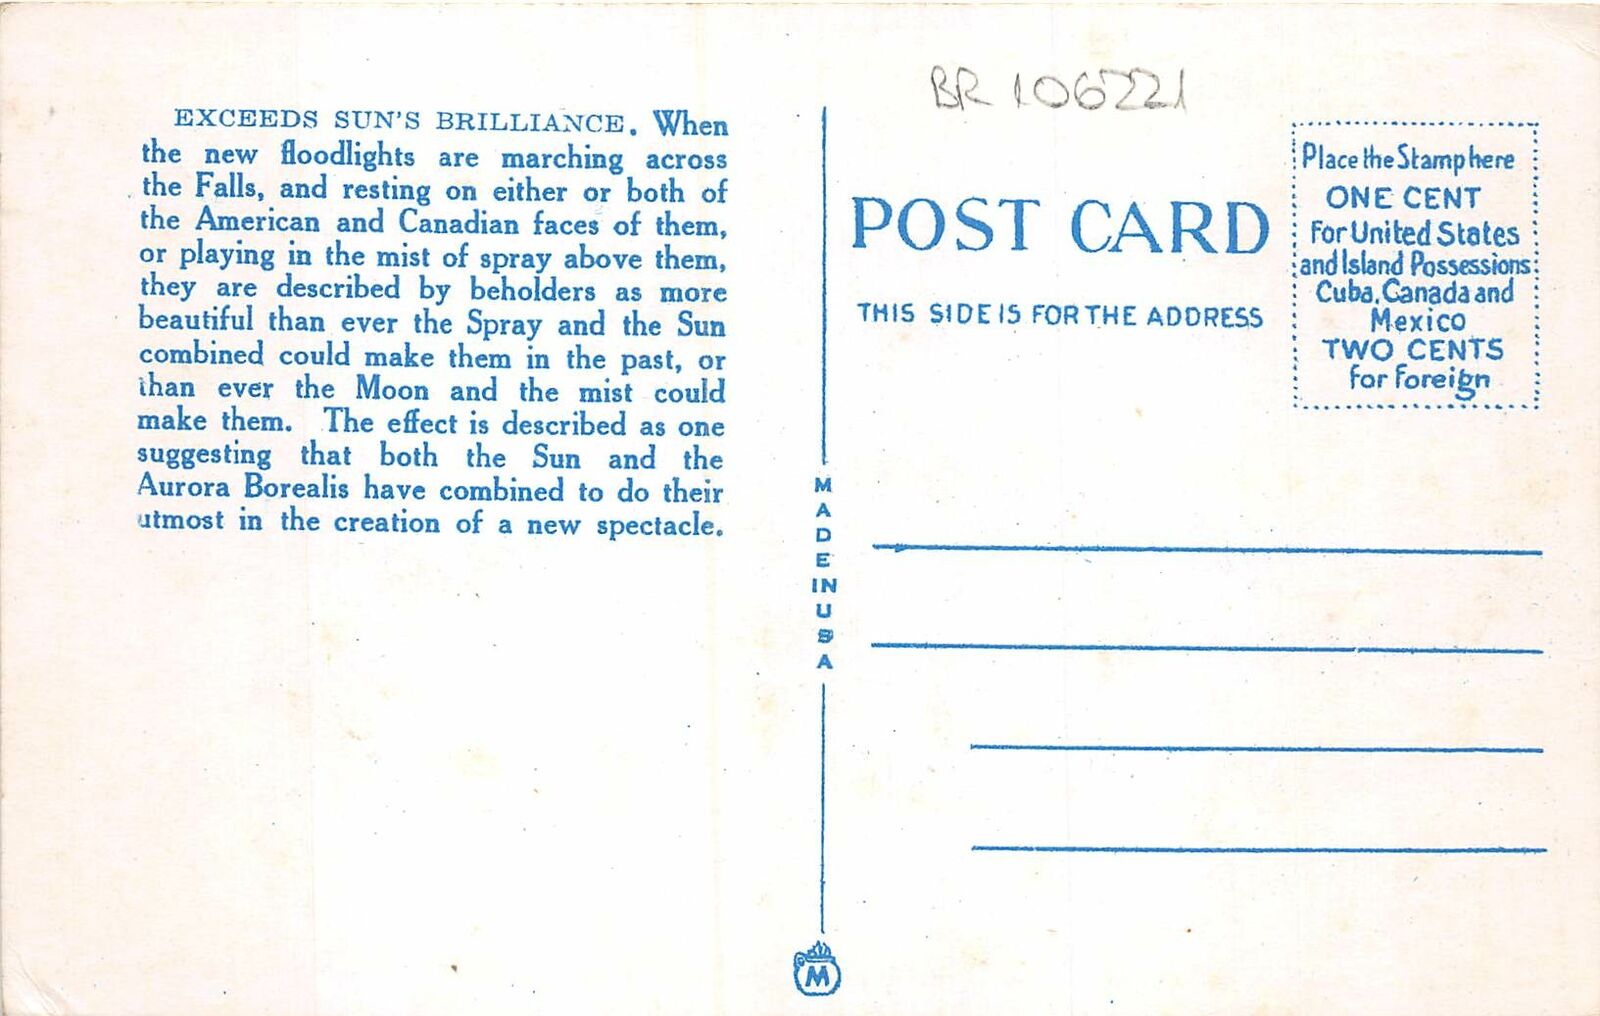 BR 106221
EXCEEDS SUN'S BRILLIANCE. When
the new floodlights are marching across
the Falls, and resting on either or both of
the American and Canadian faces of them,
or playing in the mist of spray above them,
they are described by beholders as more
beautiful than ever the Spray and the Sun
combined could make them in the past, or
than ever the Moon and the mist could
make them. The effect is described as one
suggesting that both the Sun and the
Aurora Borealis have combined to do their
utmost in the creation of a new spectacle.
MADE IN USA
M
POST CARD
THIS SIDE IS FOR THE ADDRESS
Place the Stamp here
ONE CENT
For United States
and Island Possessions
Cuba, Canada and
Mexico
TWO CENTS
for Foreign